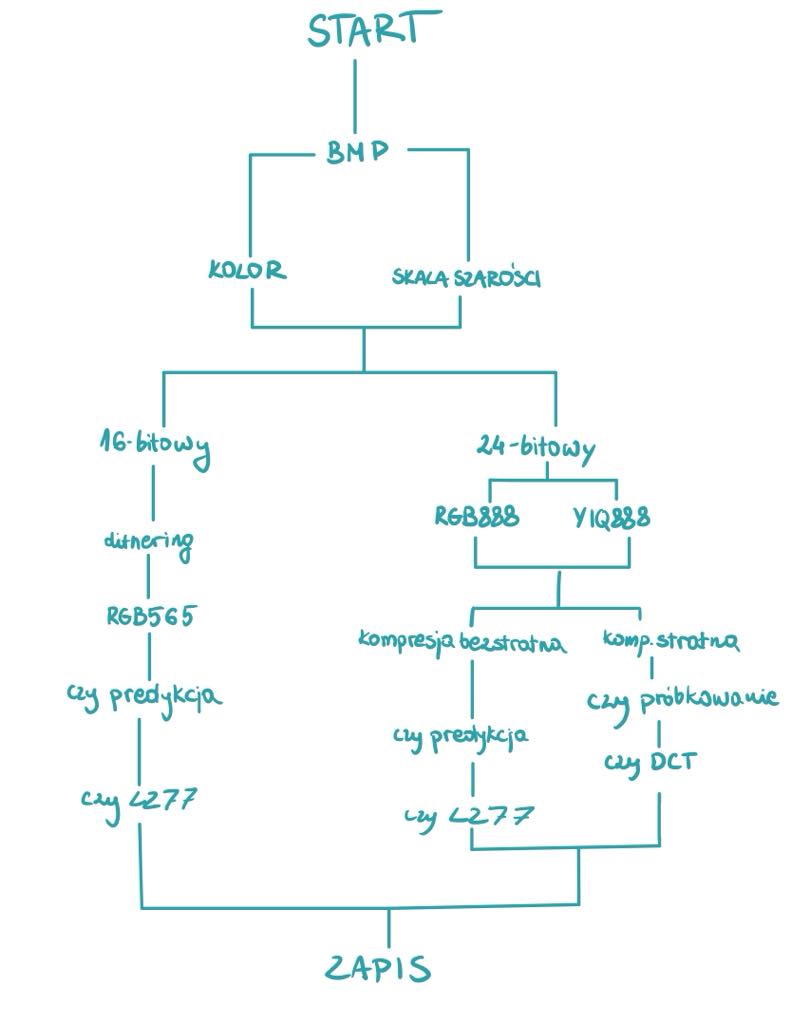 START
BMP
KOLOR
SKALA SZAROŚCI
16-bitowy
24-bitowy
RGB888
YIQ888
dithering
RGB565
kompresja bezstratna
komp.stratna
czy predykcja
czy próbkowanie
czy predykcja
czy DCT
czy LZ77
czy LZ77
ZAPIS